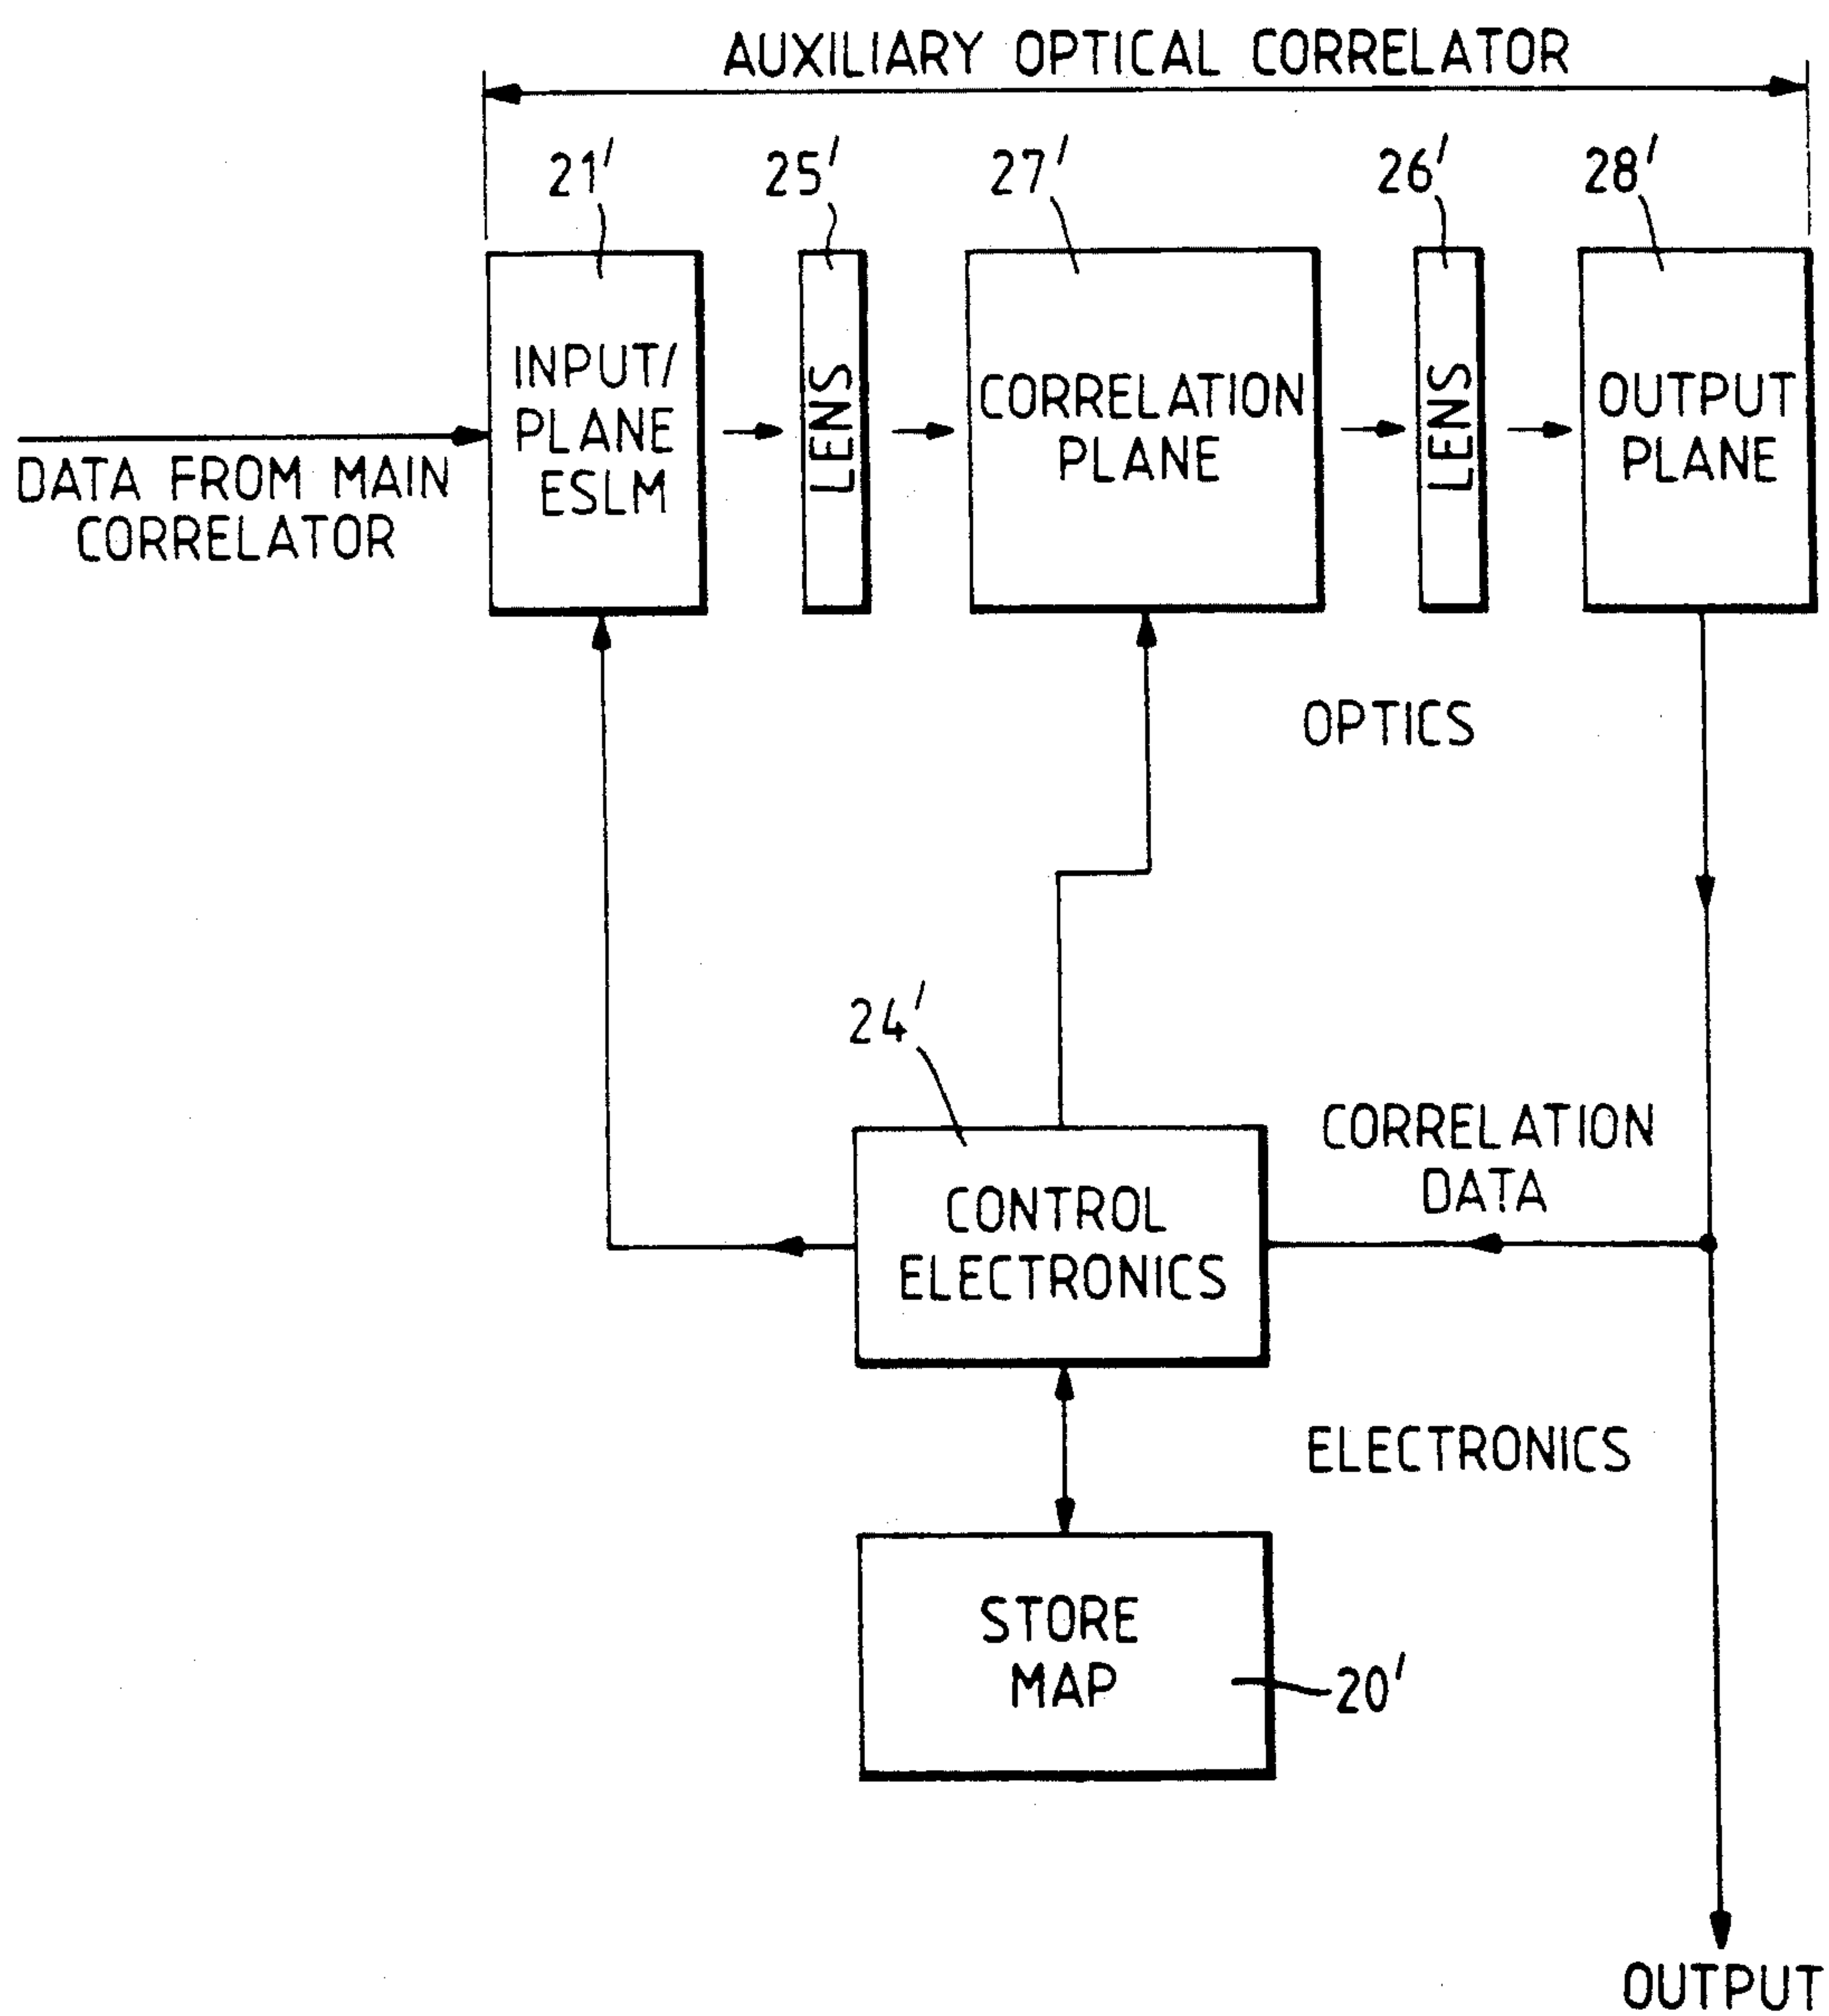 AUXILIARY OPTICAL CORRELATOR
21'
25'
27'
26'
28'
INPUT/
PLANE
ESLM
LENS
CORRELATION
PLANE
LENS
OUTPUT
PLANE
DATA FROM MAIN
CORRELATOR
OPTICS
24'
CONTROL
ELECTRONICS
CORRELATION
DATA
ELECTRONICS
STORE
MAP
20'
OUTPUT